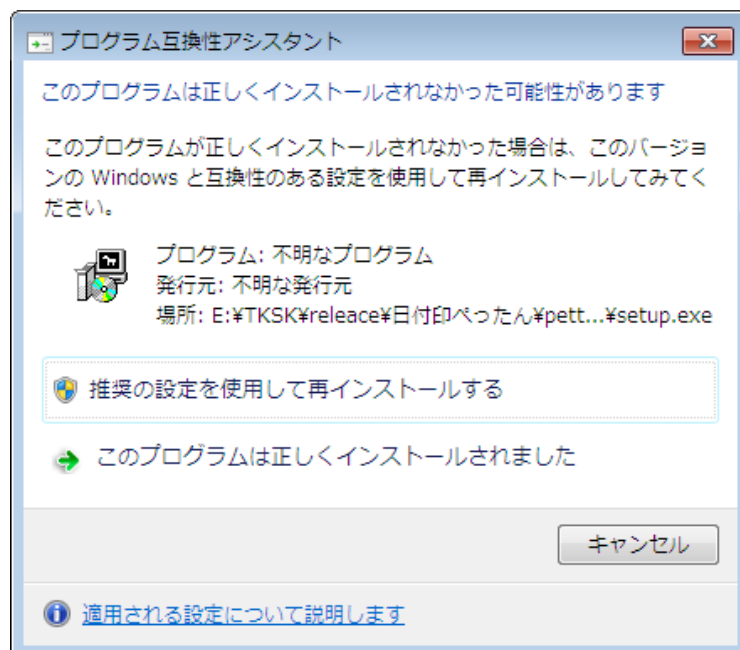 プログラム互換性アシスタント
このプログラムは正しくインストールされなかった可能性があります
このプログラムが正しくインストールされなかった場合は、このバージョ
ンの Windows と互換性のある設定を使用して再インストールしてみてく
ださい。
プログラム: 不明なプログラム
発行元: 不明な発行元
場所: E:¥TKSK¥releace¥日付印ぺったん¥pett...¥setup.exe
推奨の設定を使用して再インストールする
このプログラムは正しくインストールされました
キャンセル
適用される設定について説明します